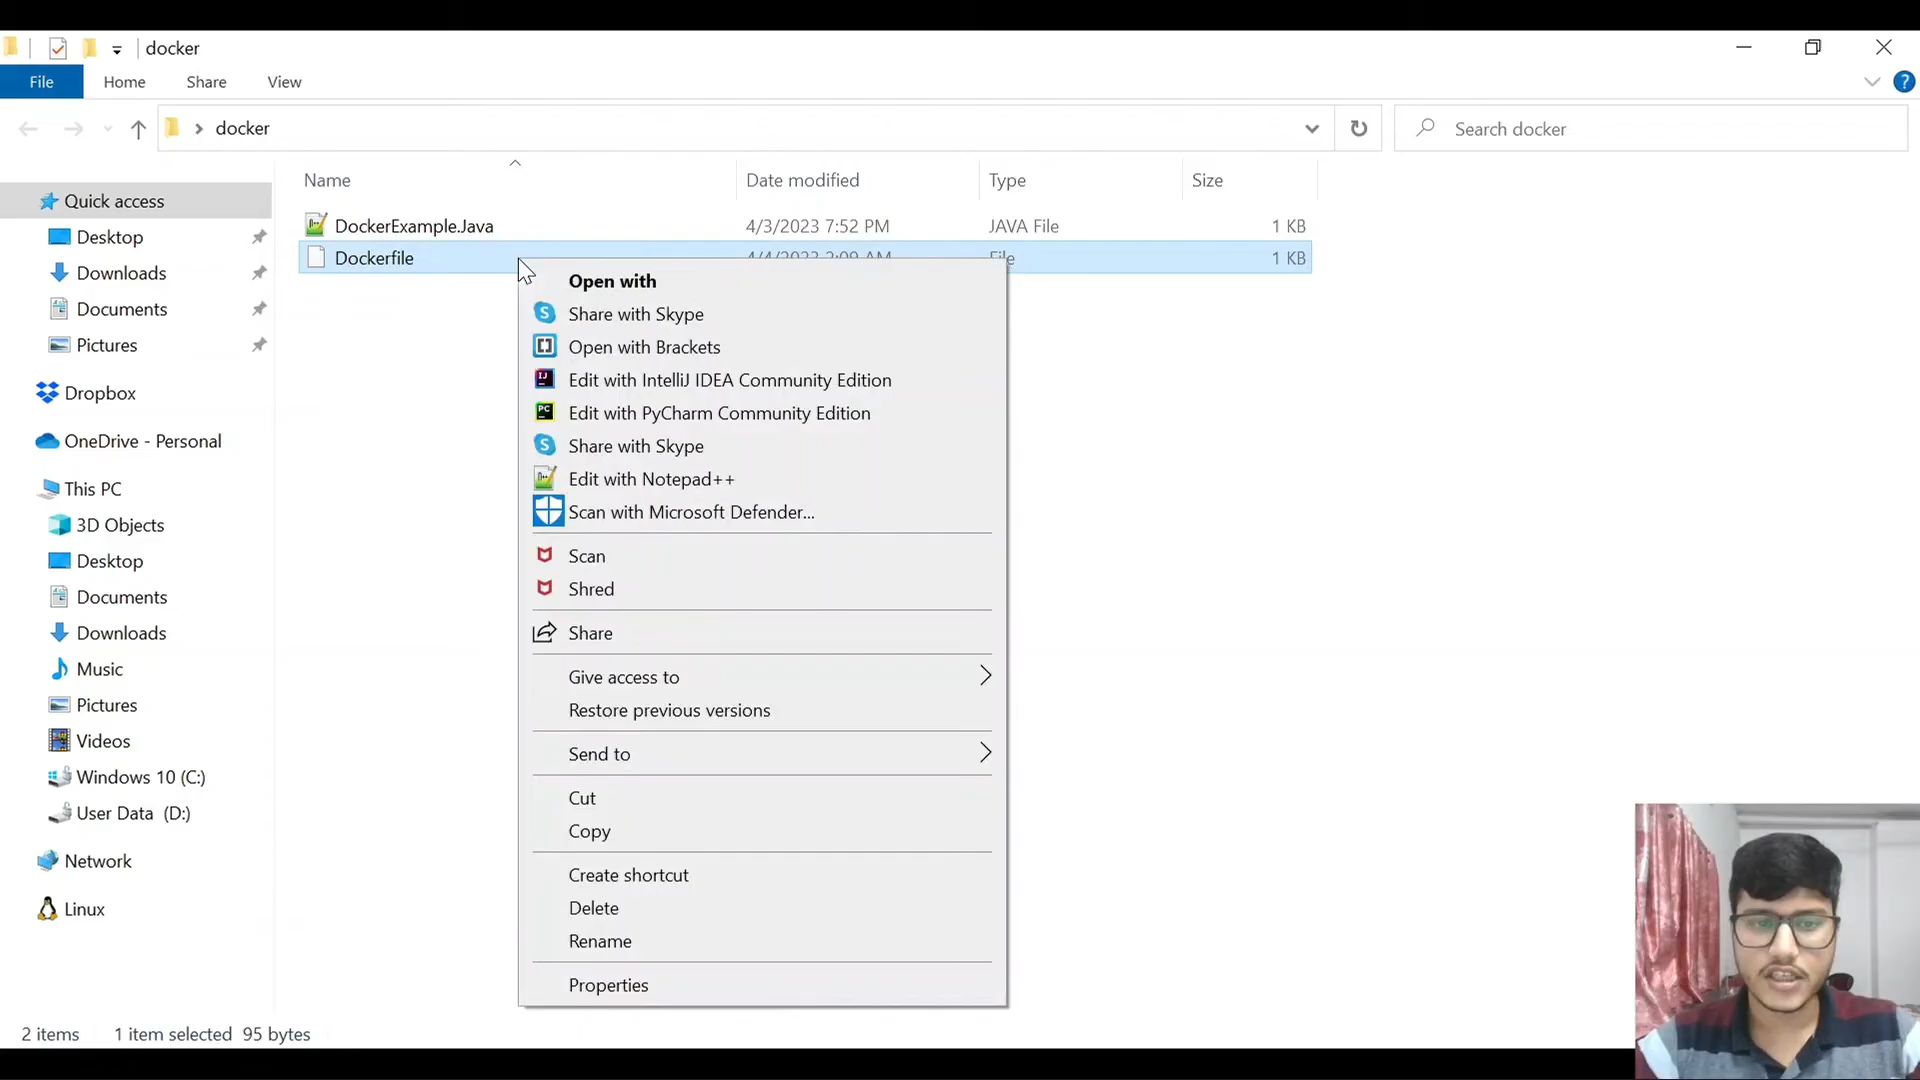 docker
File Home Share View
docker
Search docker
Name Date modified Type Size
Quick access
DockerExample.Java 4/3/2023 7:52 PM JAVA File 1 KB
Dockerfile 4/4/2023 2:09 AM File 1 KB
Desktop
Downloads
Documents
Pictures
Dropbox
OneDrive - Personal
This PC
3D Objects
Desktop
Documents
Downloads
Music
Pictures
Videos
Windows 10 (C:)
User Data (D:)
Network
Linux
Open with
Share with Skype
Open with Brackets
Edit with IntelliJ IDEA Community Edition
Edit with PyCharm Community Edition
Share with Skype
Edit with Notepad++
Scan with Microsoft Defender...
Scan
Shred
Share
Give access to
Restore previous versions
Send to
Cut
Copy
Create shortcut
Delete
Rename
Properties
2 items 1 item selected 95 bytes